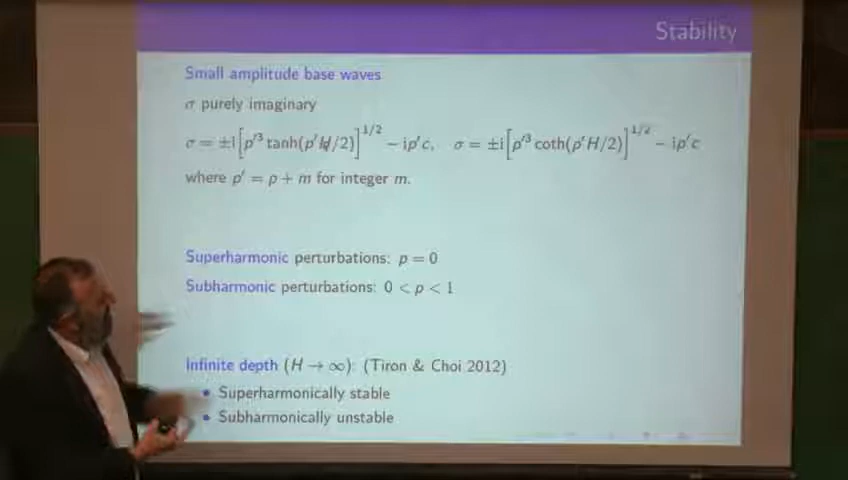 Stability
Small amplitude base waves
σ purely imaginary
σ = ±i[p′³ tanh(p′H/2)]^1/2 − ip′c, σ = ±i[p′³ coth(p′H/2)]^1/2 − ip′c
where p′ = p + m for integer m.
Superharmonic perturbations: p = 0
Subharmonic perturbations: 0 < p < 1
Infinite depth (H → ∞): (Tiron & Choi 2012)
• Superharmonically stable
• Subharmonically unstable